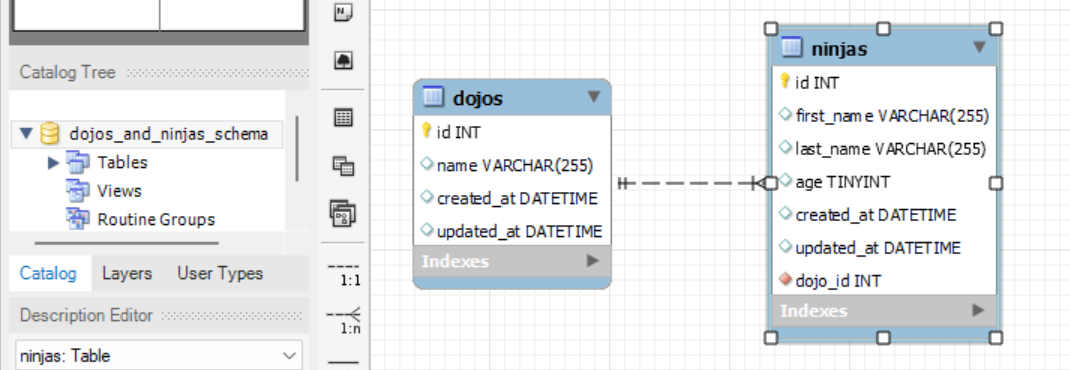 Catalog Tree
dojos_and_ninjas_schema
Tables
Views
Routine Groups
Catalog Layers User Types
Description Editor
ninjas: Table
N
1:1
1:n
dojos
id INT
name VARCHAR(255)
created_at DATETIME
updated_at DATETIME
Indexes
ninjas
id INT
first_name VARCHAR(255)
last_name VARCHAR(255)
age TINYINT
created_at DATETIME
updated_at DATETIME
dojo_id INT
Indexes